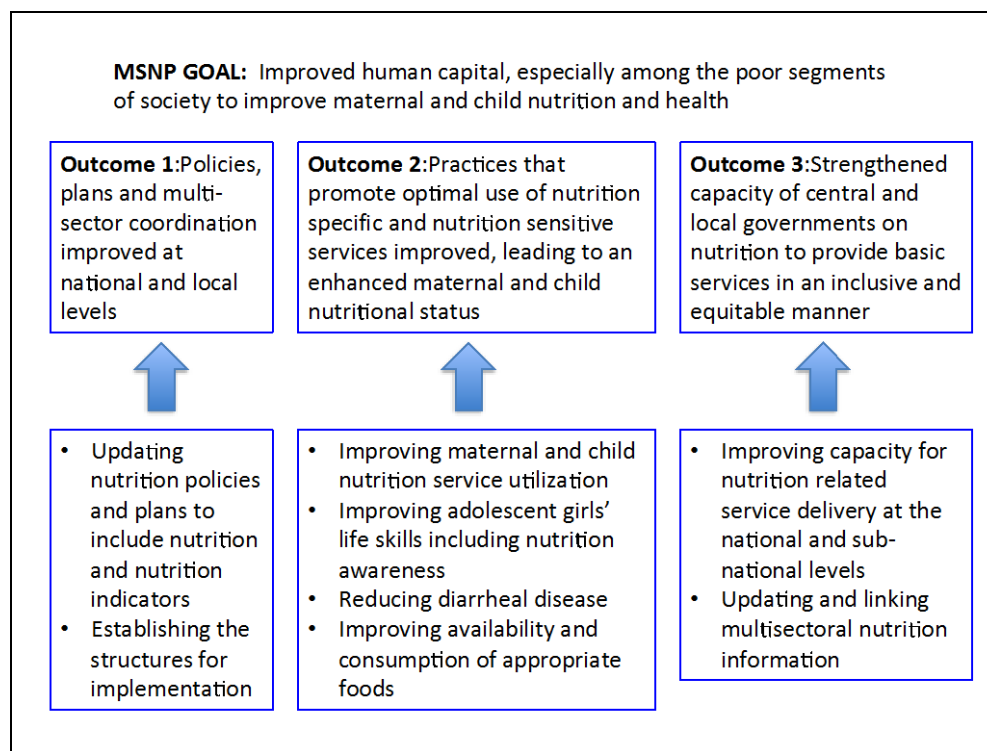 MSNP GOAL: Improved human capital, especially among the poor segments
of society to improve maternal and child nutrition and health
Outcome 1:Policies,
plans and multi-
sector coordination
improved at
national and local
levels
Outcome 2:Practices that
promote optimal use of nutrition
specific and nutrition sensitive
services improved, leading to an
enhanced maternal and child
nutritional status
Outcome 3:Strengthened
capacity of central and
local governments on
nutrition to provide basic
services in an inclusive and
equitable manner
• Updating
nutrition policies
and plans to
include nutrition
and nutrition
indicators
• Establishing the
structures for
implementation
• Improving maternal and child
nutrition service utilization
• Improving adolescent girls’
life skills including nutrition
awareness
• Reducing diarrheal disease
• Improving availability and
consumption of appropriate
foods
• Improving capacity for
nutrition related
service delivery at the
national and sub-
national levels
• Updating and linking
multisectoral nutrition
information